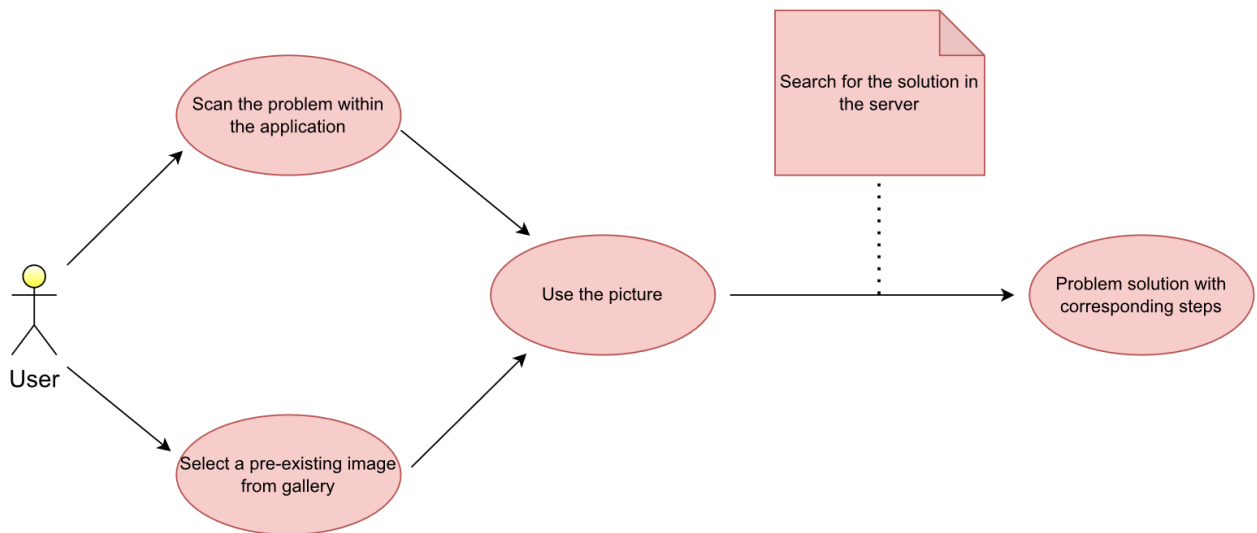 Scan the problem within
the application
Search for the solution in
the server
User
Use the picture
Problem solution with
corresponding steps
Select a pre-existing image
from gallery